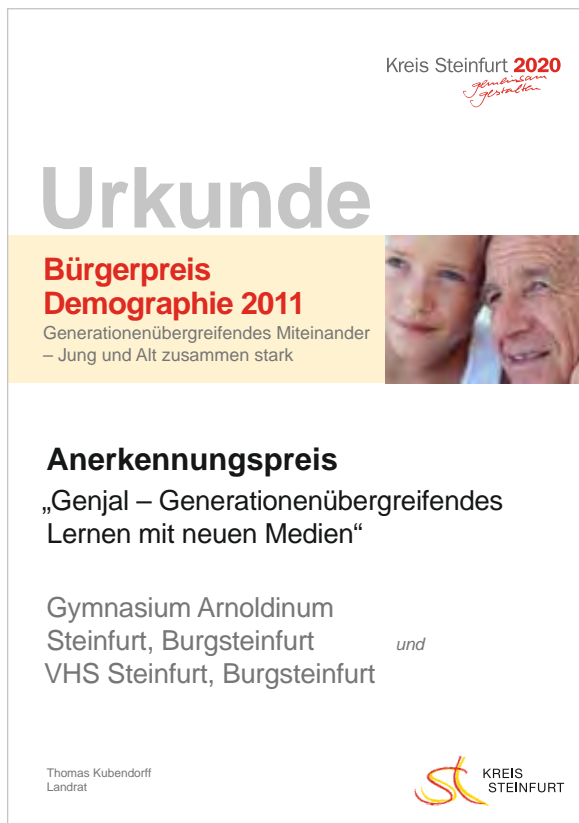 Kreis Steinfurt 2020
gemeinsam
gestalten
Urkunde
Bürgerpreis
Demographie 2011
Generationenübergreifendes Miteinander
– Jung und Alt zusammen stark
Anerkennungspreis
„Genjal – Generationenübergreifendes
Lernen mit neuen Medien“
Gymnasium Arnoldinum
Steinfurt, Burgsteinfurt und
VHS Steinfurt, Burgsteinfurt
Thomas Kubendorff
Landrat
KREIS
STEINFURT